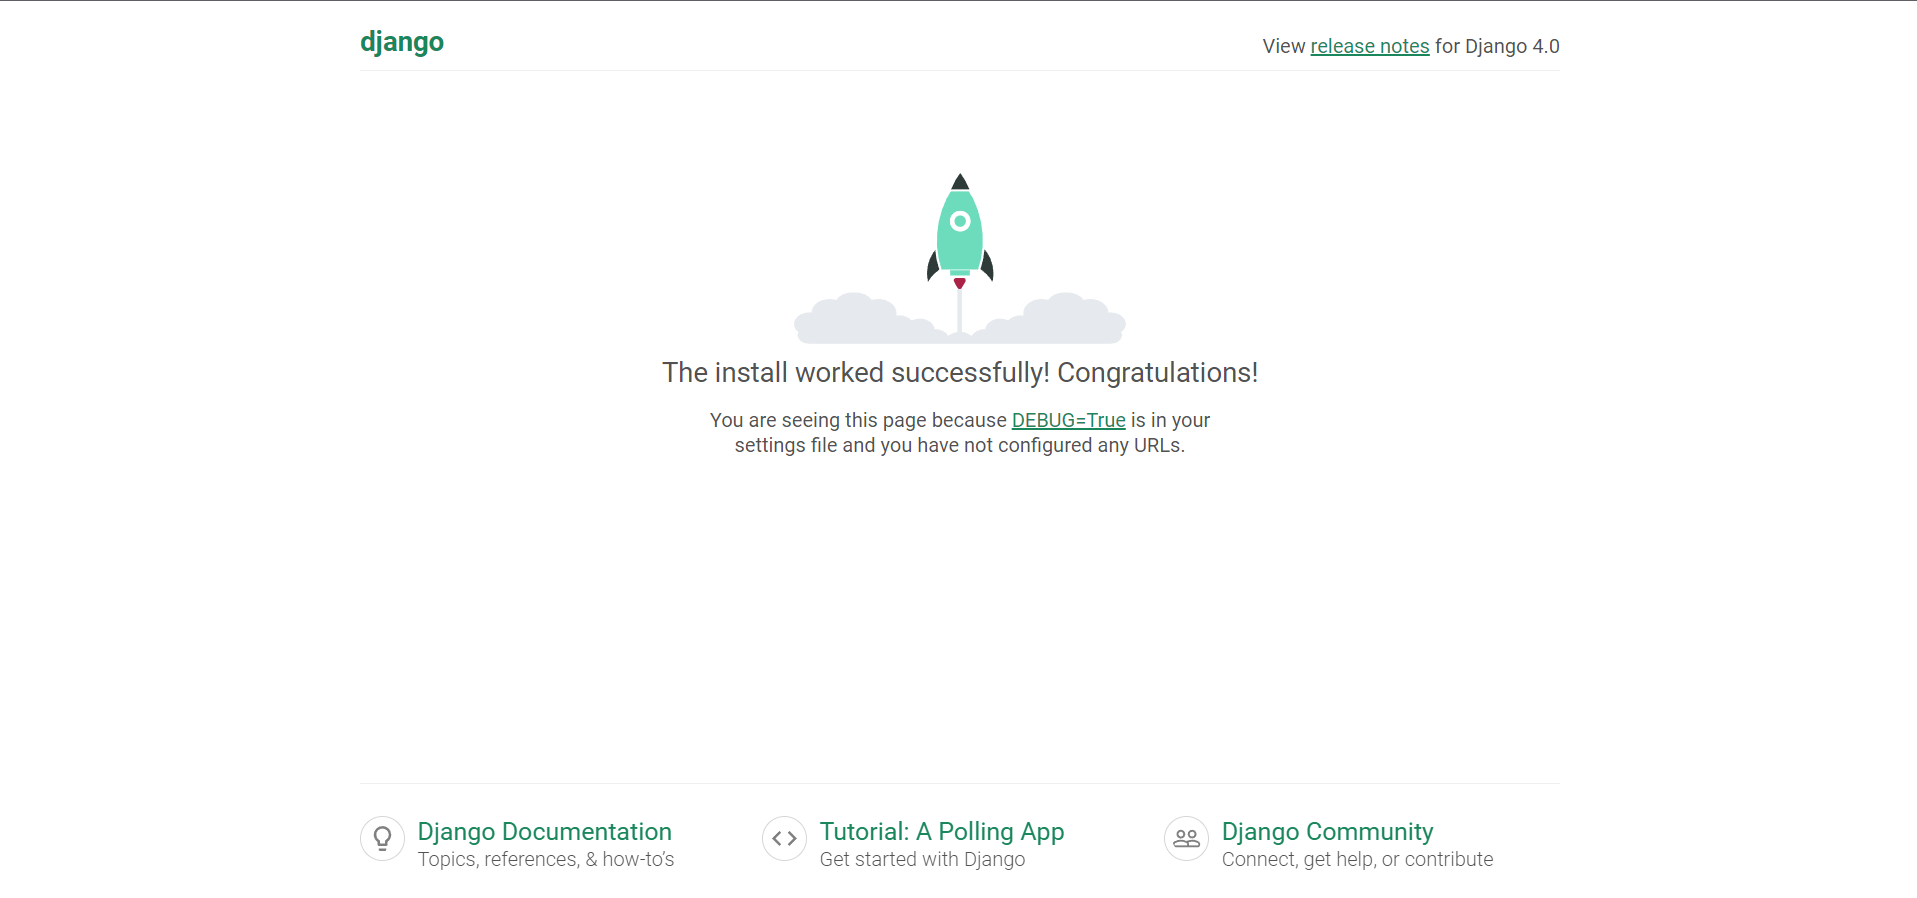 django
View release notes for Django 4.0
The install worked successfully! Congratulations!
You are seeing this page because DEBUG=True is in your
settings file and you have not configured any URLs.
Django Documentation
Topics, references, & how-to’s
Tutorial: A Polling App
Get started with Django
Django Community
Connect, get help, or contribute